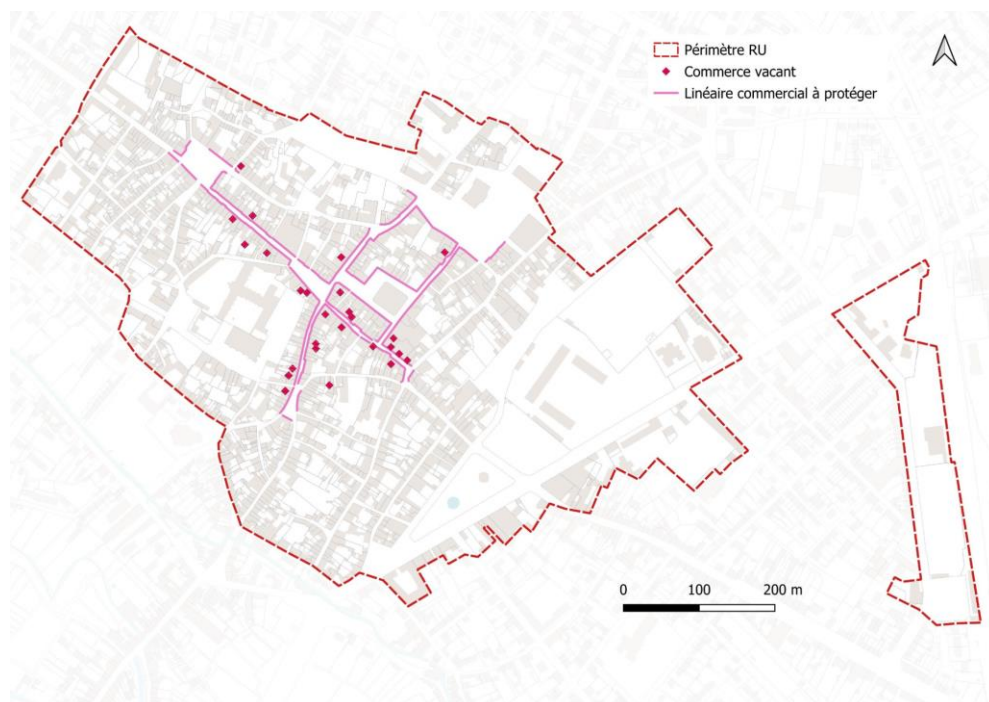 Périmètre RU
Commerce vacant
Linéaire commercial à protéger
0 100 200 m